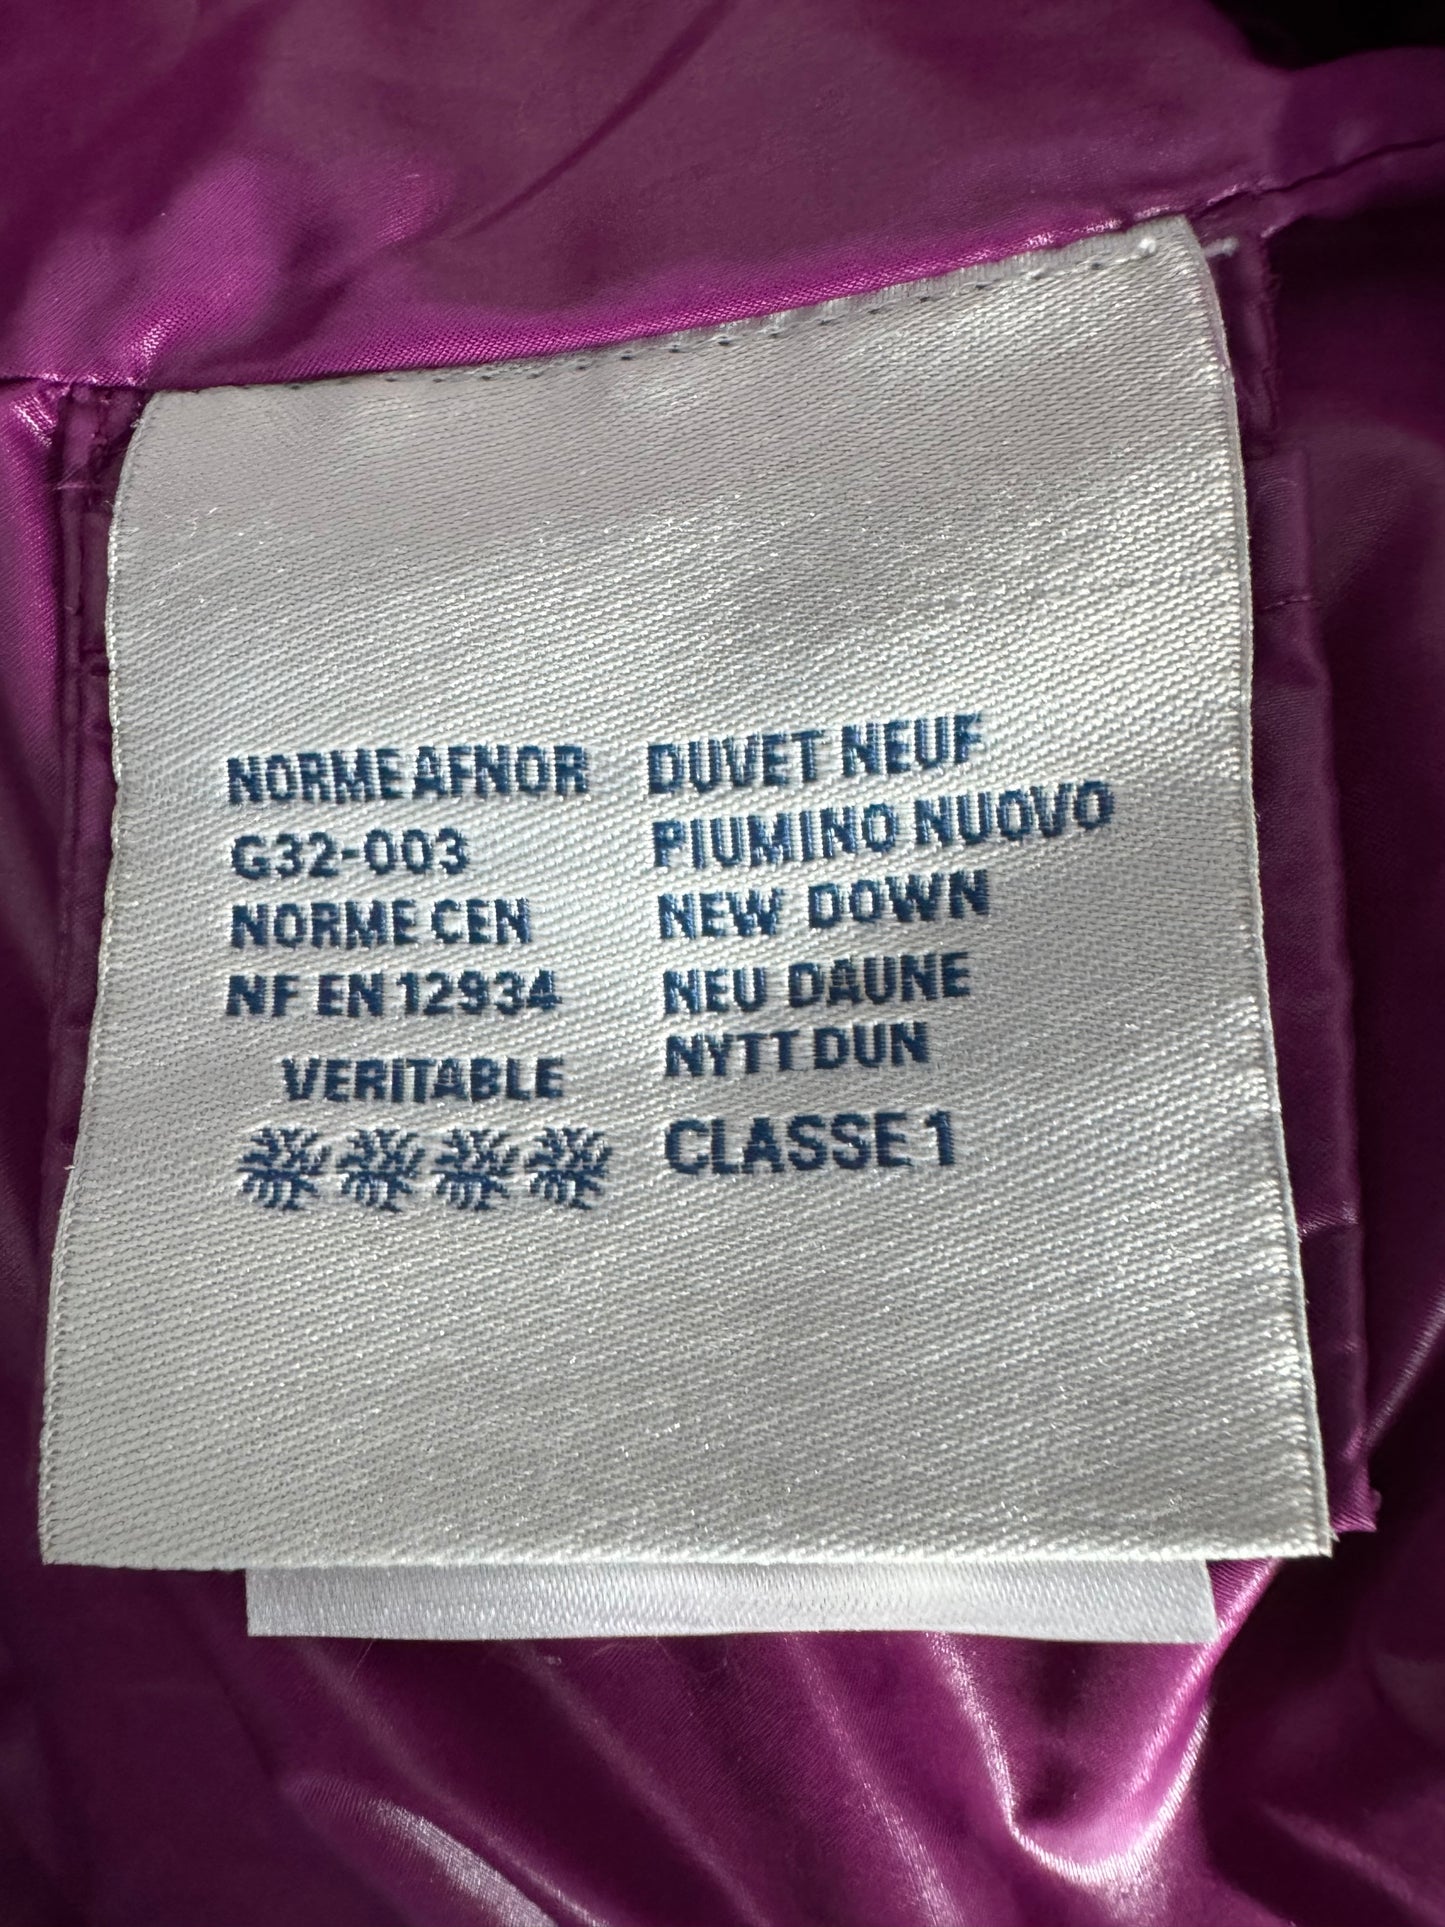 NORME AFNOR
G32-003
NORME CEN
NF EN 12934
VERITABLE
DUVET NEUF
PIUMINO NUOVO
NEW DOWN
NEU DAUNE
NYTT DUN
CLASSE 1